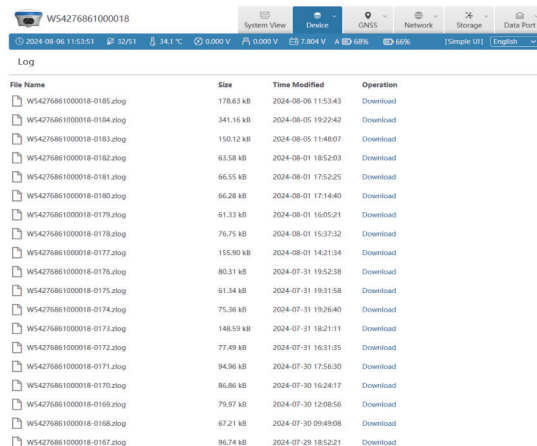 W54276861000018
System View
Device
GNSS
Network
Storage
Data Port
2024-08-06 11:53:51 32/51 34.1 ℃ 0.000 V 0.000 V 7.804 V A 68% 66% [Simple UI] English
Log
File Name Size Time Modified Operation
W54276861000018-0185.zlog 178.63 kB 2024-08-06 11:53:43 Download
W54276861000018-0184.zlog 341.16 kB 2024-08-05 19:22:42 Download
W54276861000018-0183.zlog 150.12 kB 2024-08-05 11:48:07 Download
W54276861000018-0182.zlog 63.58 kB 2024-08-01 18:52:03 Download
W54276861000018-0181.zlog 66.55 kB 2024-08-01 17:52:25 Download
W54276861000018-0180.zlog 66.28 kB 2024-08-01 17:14:40 Download
W54276861000018-0179.zlog 61.33 kB 2024-08-01 16:05:21 Download
W54276861000018-0178.zlog 76.75 kB 2024-08-01 15:37:32 Download
W54276861000018-0177.zlog 155.90 kB 2024-08-01 14:21:34 Download
W54276861000018-0176.zlog 80.31 kB 2024-07-31 19:52:38 Download
W54276861000018-0175.zlog 61.34 kB 2024-07-31 19:31:58 Download
W54276861000018-0174.zlog 75.36 kB 2024-07-31 19:26:40 Download
W54276861000018-0173.zlog 148.59 kB 2024-07-31 18:21:11 Download
W54276861000018-0172.zlog 77.49 kB 2024-07-31 16:31:35 Download
W54276861000018-0171.zlog 94.96 kB 2024-07-30 17:56:30 Download
W54276861000018-0170.zlog 86.86 kB 2024-07-30 16:24:17 Download
W54276861000018-0169.zlog 79.97 kB 2024-07-30 12:08:56 Download
W54276861000018-0168.zlog 67.21 kB 2024-07-30 09:49:08 Download
W54276861000018-0167.zlog 96.74 kB 2024-07-29 18:52:21 Download